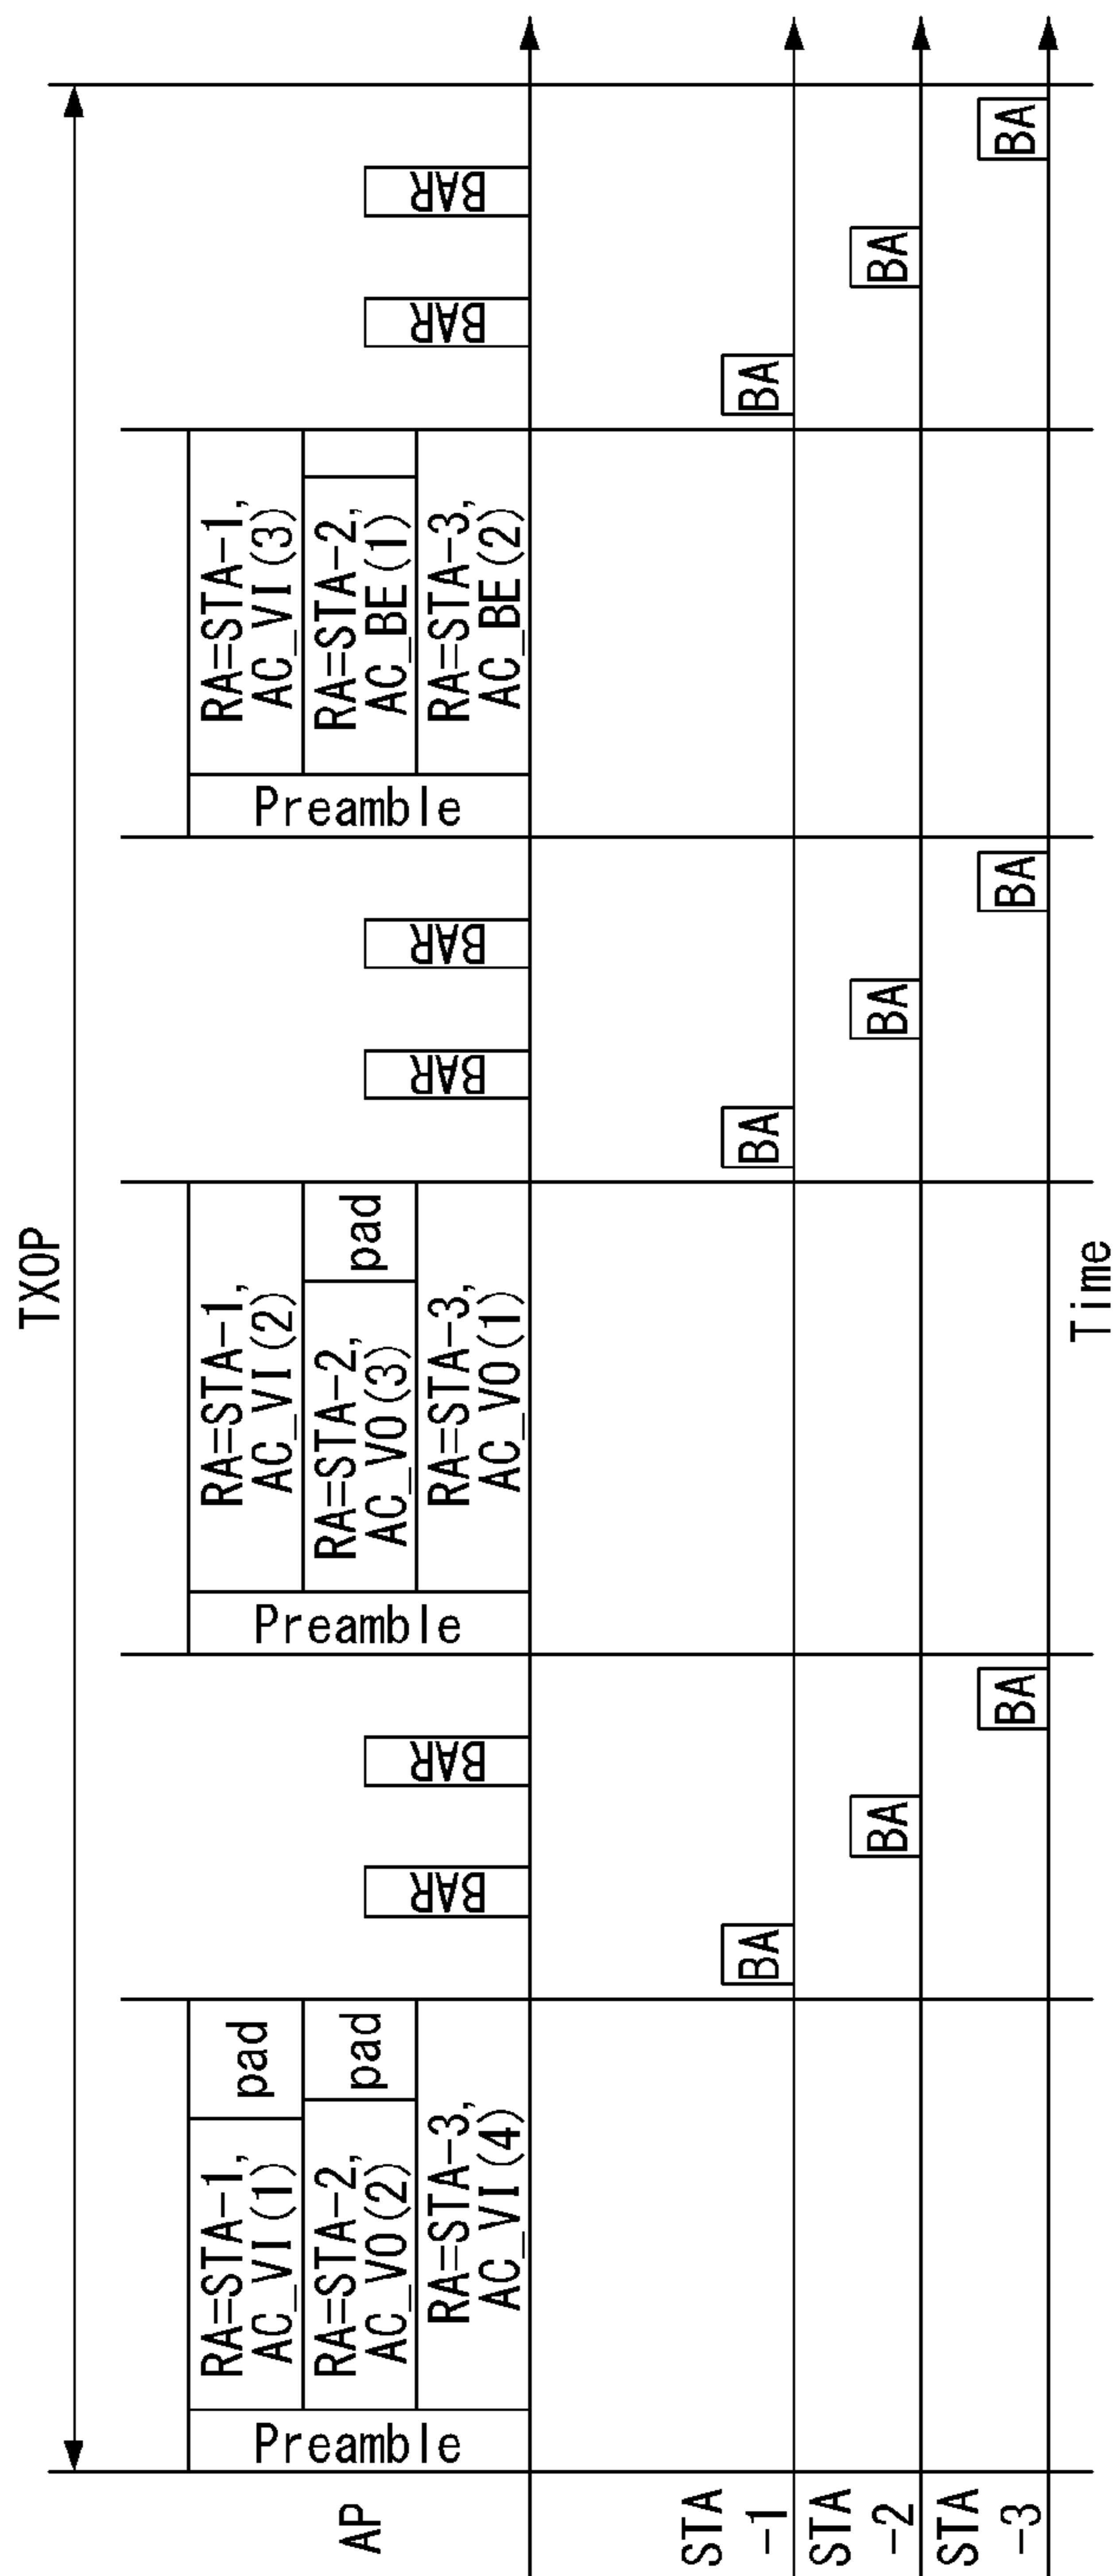 TXOP
AP
Preamble
RA=STA-1,
AC_VI(1)
pad
RA=STA-2,
AC_VO(2)
pad
RA=STA-3,
AC_VI(4)
BAR
BAR
Preamble
RA=STA-1,
AC_VI(2)
RA=STA-2,
AC_VO(3)
pad
RA=STA-3,
AC_VO(1)
BAR
BAR
Preamble
RA=STA-1,
AC_VI(3)
RA=STA-2,
AC_BE(1)
RA=STA-3,
AC_BE(2)
BAR
BAR
STA
-1
BA
BA
BA
STA
-2
BA
BA
BA
STA
-3
BA
BA
BA
Time